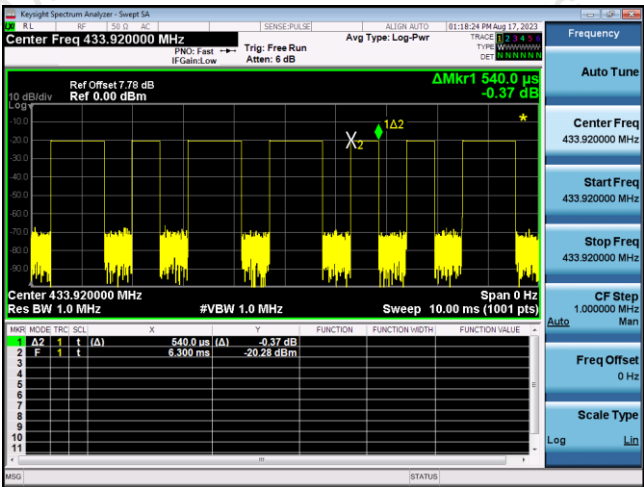 Keysight Spectrum Analyzer - Swept SA
RL RF 50 Ω AC SENSE:PULSE ALIGN AUTO 01:18:24 PM Aug 17, 2023
Center Freq 433.920000 MHz
PNO: Fast
IFGain:Low
Trig: Free Run
Atten: 6 dB
Avg Type: Log-Pwr
TRACE 1 2 3 4 5 6
TYPE WWWWWW
DET N N N N N N
Ref Offset 7.78 dB
10 dB/div Ref 0.00 dBm
Log
ΔMkr1 540.0 µs
-0.37 dB
-10.0
-20.0
-30.0
-40.0
-50.0
-60.0
-70.0
-80.0
-90.0
X2
1Δ2
*
Center 433.920000 MHz Span 0 Hz
Res BW 1.0 MHz #VBW 1.0 MHz Sweep 10.00 ms (1001 pts)
MKR MODE TRC SCL X Y FUNCTION FUNCTION WIDTH FUNCTION VALUE
1 Δ2 1 t (Δ) 540.0 µs (Δ) -0.37 dB
2 F 1 t 6.300 ms -20.28 dBm
3
4
5
6
7
8
9
10
11
MSG STATUS
Frequency
Auto Tune
Center Freq
433.920000 MHz
Start Freq
433.920000 MHz
Stop Freq
433.920000 MHz
CF Step
1.000000 MHz
Auto Man
Freq Offset
0 Hz
Scale Type
Log Lin